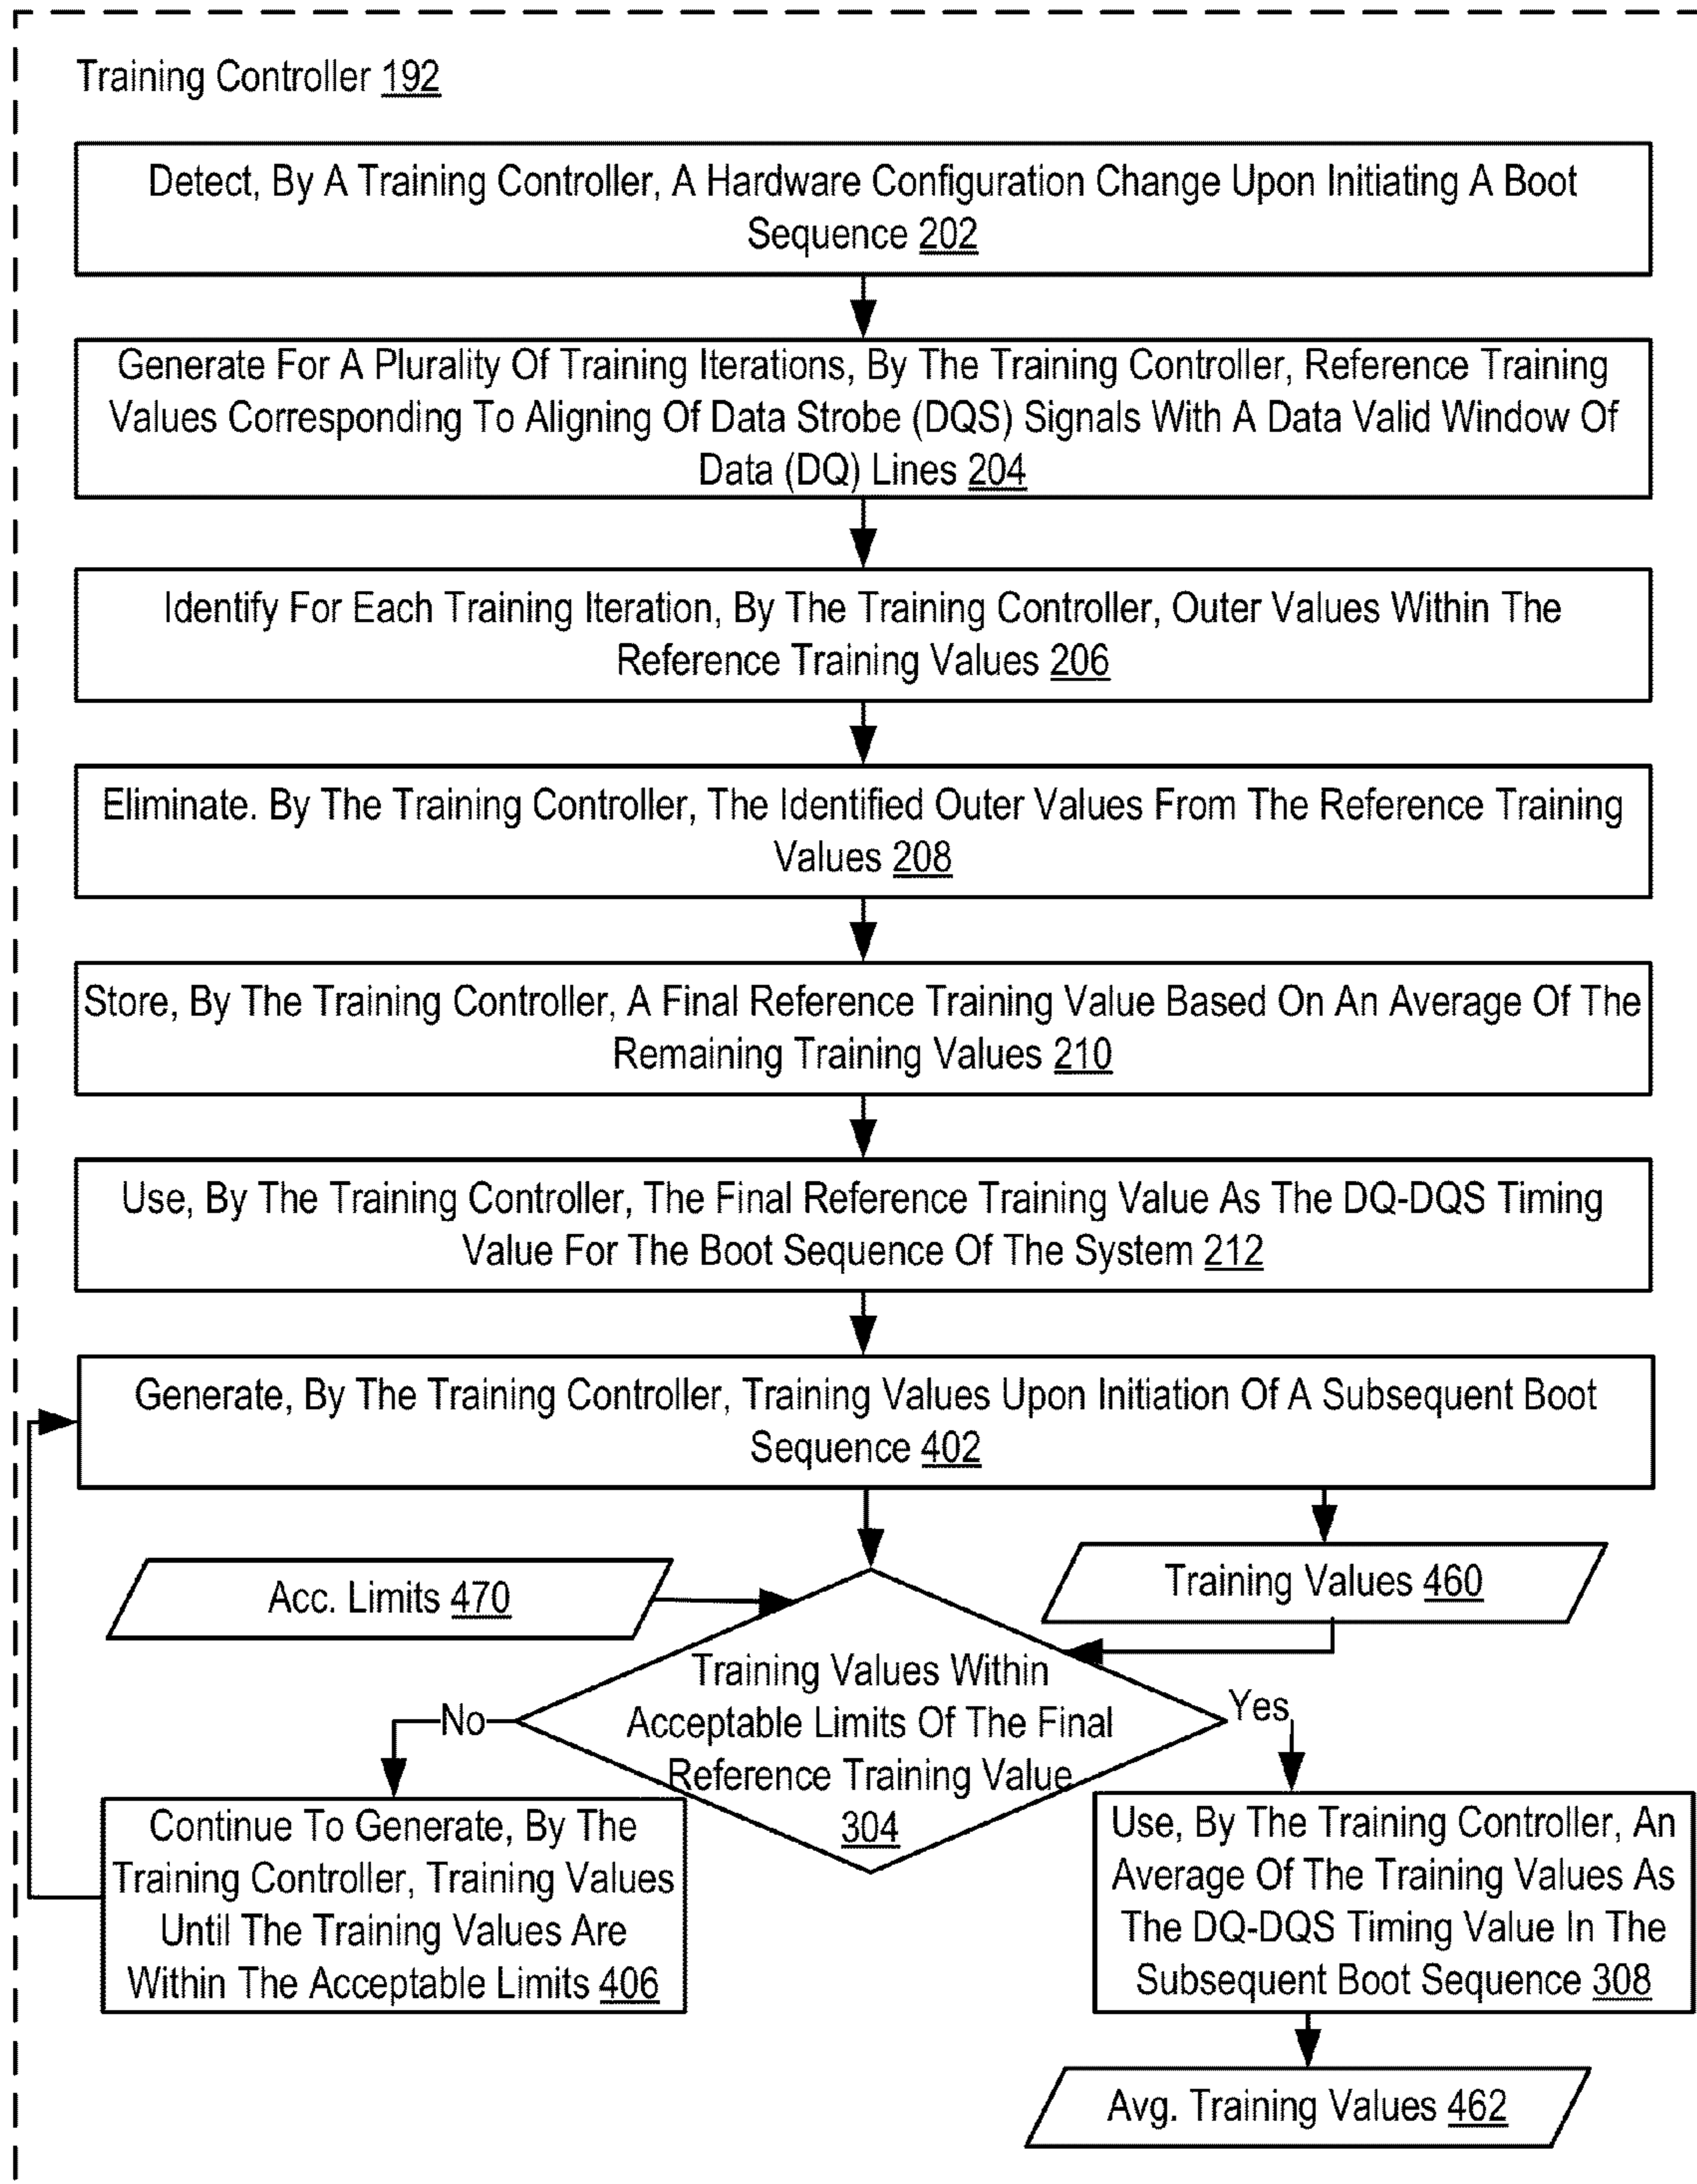 Training Controller 192
Detect, By A Training Controller, A Hardware Configuration Change Upon Initiating A Boot
Sequence 202
Generate For A Plurality Of Training Iterations, By The Training Controller, Reference Training
Values Corresponding To Aligning Of Data Strobe (DQS) Signals With A Data Valid Window Of
Data (DQ) Lines 204
Identify For Each Training Iteration, By The Training Controller, Outer Values Within The
Reference Training Values 206
Eliminate. By The Training Controller, The Identified Outer Values From The Reference Training
Values 208
Store, By The Training Controller, A Final Reference Training Value Based On An Average Of The
Remaining Training Values 210
Use, By The Training Controller, The Final Reference Training Value As The DQ-DQS Timing
Value For The Boot Sequence Of The System 212
Generate, By The Training Controller, Training Values Upon Initiation Of A Subsequent Boot
Sequence 402
Acc. Limits 470
Training Values 460
Training Values Within
Acceptable Limits Of The Final
Reference Training Value
304
No
Yes
Continue To Generate, By The
Training Controller, Training Values
Until The Training Values Are
Within The Acceptable Limits 406
Use, By The Training Controller, An
Average Of The Training Values As
The DQ-DQS Timing Value In The
Subsequent Boot Sequence 308
Avg. Training Values 462